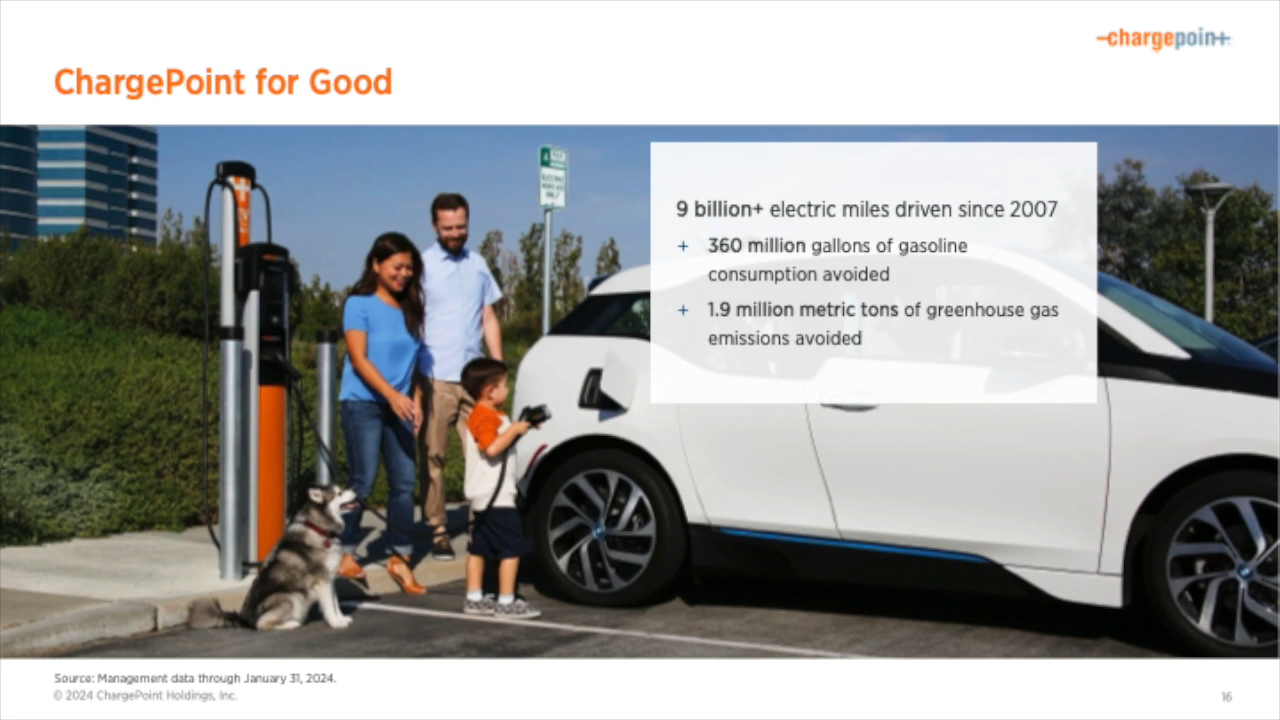 chargepoint
ChargePoint for Good
9 billion+ electric miles driven since 2007
+ 360 million gallons of gasoline
consumption avoided
+ 1.9 million metric tons of greenhouse gas
emissions avoided
Source: Management data through January 31, 2024.
© 2024 ChargePoint Holdings, Inc.
16